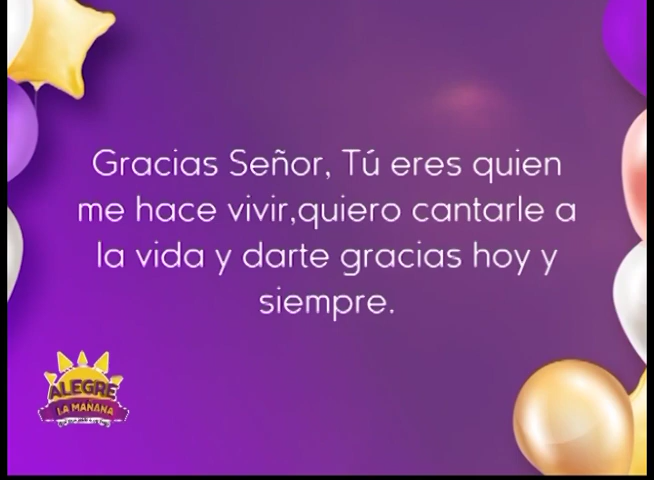 Gracias Señor, Tú eres quien
me hace vivir,quiero cantarle a
la vida y darte gracias hoy y
siempre.
ALEGRE
LA MAÑANA